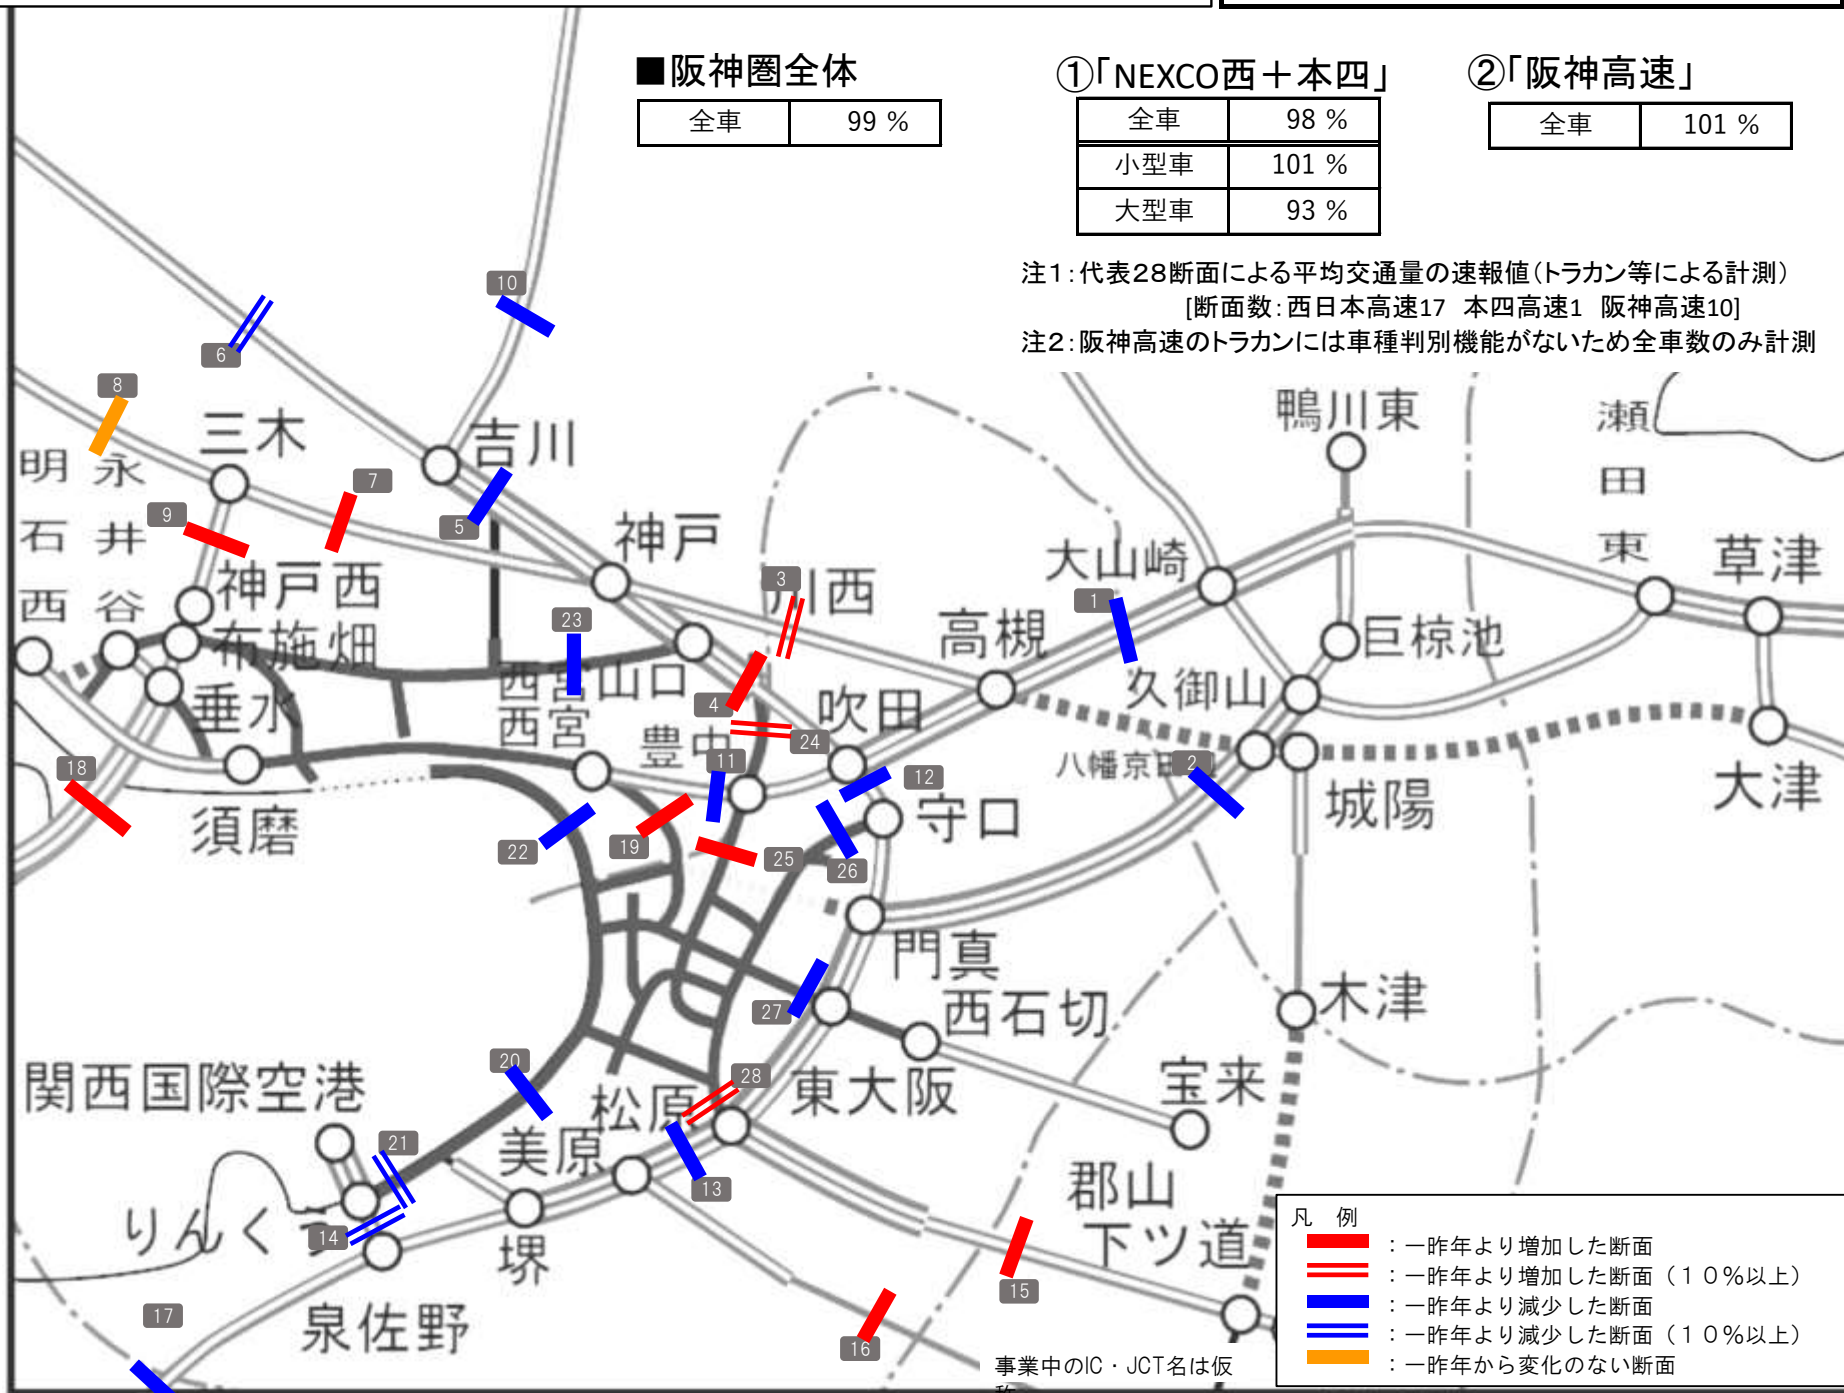 ■阪神圏全体
全車 99 %
①「NEXCO西＋本四」
全車 98 %
小型車 101 %
大型車 93 %
②「阪神高速」
全車 101 %
注1：代表28断面による平均交通量の速報値（トラカン等による計測）
[断面数：西日本高速17 本四高速1 阪神高速10]
注2：阪神高速のトラカンには車種判別機能がないため全車数のみ計測
10
6
8
三木
吉川
鴨川東
瀬田東
明石西
永井谷
7
9
5
神戸
大山崎
草津
神戸西
3
川西
1
高槻
布施畑
23
西宮山口
巨椋池
久御山
垂水
4
吹田
西宮
豊中
24
11
八幡京田
2
18
12
大津
城陽
須磨
守口
22
19
25
26
門真
27
西石切
木津
20
28
関西国際空港
松原
東大阪
宝来
21
美原
13
郡山
下ツ道
りんくう
14
堺
15
17
泉佐野
16
事業中のIC・JCT名は仮
称
凡 例
：一昨年より増加した断面
：一昨年より増加した断面（１０％以上）
：一昨年より減少した断面
：一昨年より減少した断面（１０％以上）
：一昨年から変化のない断面